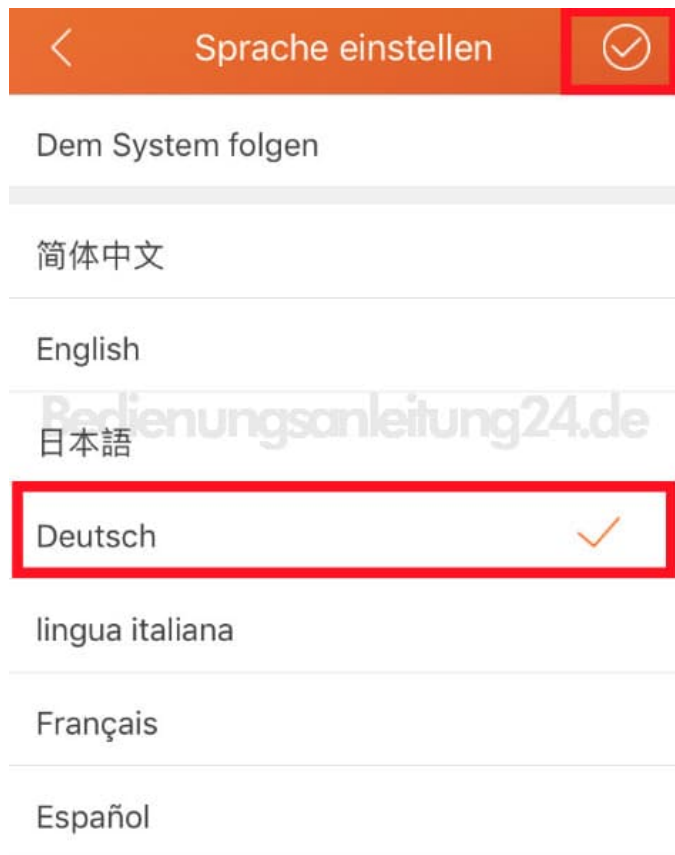 Sprache einstellen
Dem System folgen
简体中文
English
Bedienungsanleitung24.de
日本語
Deutsch
lingua italiana
Français
Español